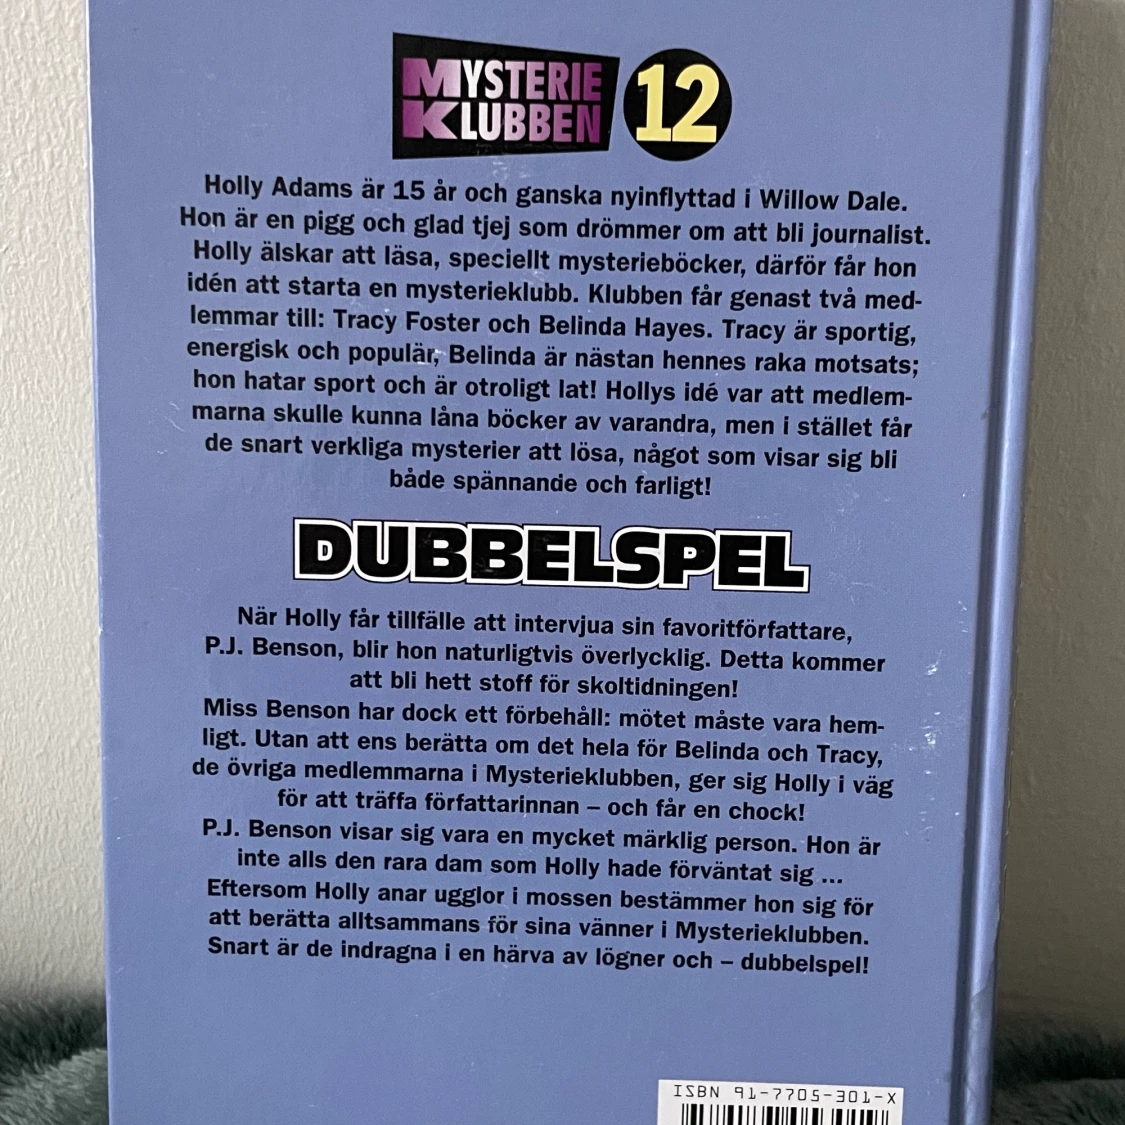 MYSTERIE
KLUBBEN
12
Holly Adams är 15 år och ganska nyinflyttad i Willow Dale.
Hon är en pigg och glad tjej som drömmer om att bli journalist.
Holly älskar att läsa, speciellt mysterieböcker, därför får hon
idén att starta en mysterieklubb. Klubben får genast två med-
lemmar till: Tracy Foster och Belinda Hayes. Tracy är sportig,
energisk och populär, Belinda är nästan hennes raka motsats;
hon hatar sport och är otroligt lat! Hollys idé var att medlem-
marna skulle kunna låna böcker av varandra, men i stället får
de snart verkliga mysterier att lösa, något som visar sig bli
både spännande och farligt!
DUBBELSPEL
När Holly får tillfälle att intervjua sin favoritförfattare,
P.J. Benson, blir hon naturligtvis överlycklig. Detta kommer
att bli hett stoff för skoltidningen!
Miss Benson har dock ett förbehåll: mötet måste vara hem-
ligt. Utan att ens berätta om det hela för Belinda och Tracy,
de övriga medlemmarna i Mysterieklubben, ger sig Holly i väg
för att träffa författarinnan – och får en chock!
P.J. Benson visar sig vara en mycket märklig person. Hon är
inte alls den rara dam som Holly hade förväntat sig ...
Eftersom Holly anar ugglor i mossen bestämmer hon sig för
att berätta alltsammans för sina vänner i Mysterieklubben.
Snart är de indragna i en härva av lögner och – dubbelspel!
ISBN 91-7705-301-X